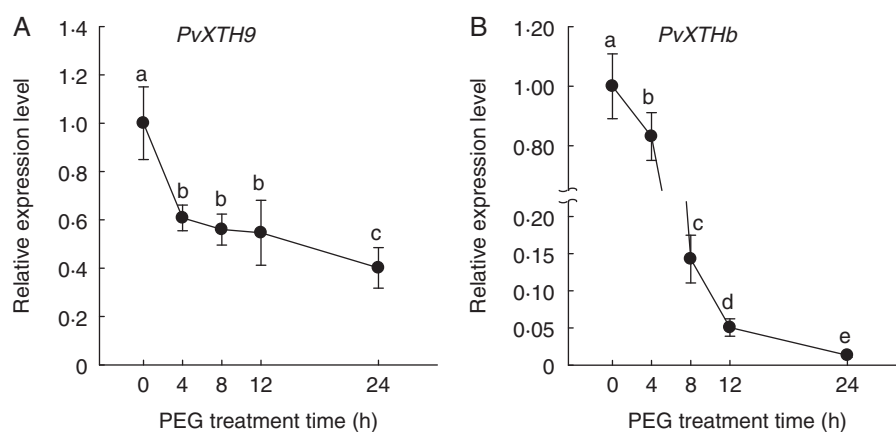 A
PvXTH9
1·4
1·2
1·0
0·8
0·6
0·4
0·2
0
Relative expression level
a
b
b
b
c
0 4 8 12 24
PEG treatment time (h)
B
PvXTHb
1·20
1·00
0·80
0·20
0·15
0·10
0·05
0
Relative expression level
a
b
c
d
e
0 4 8 12 24
PEG treatment time (h)